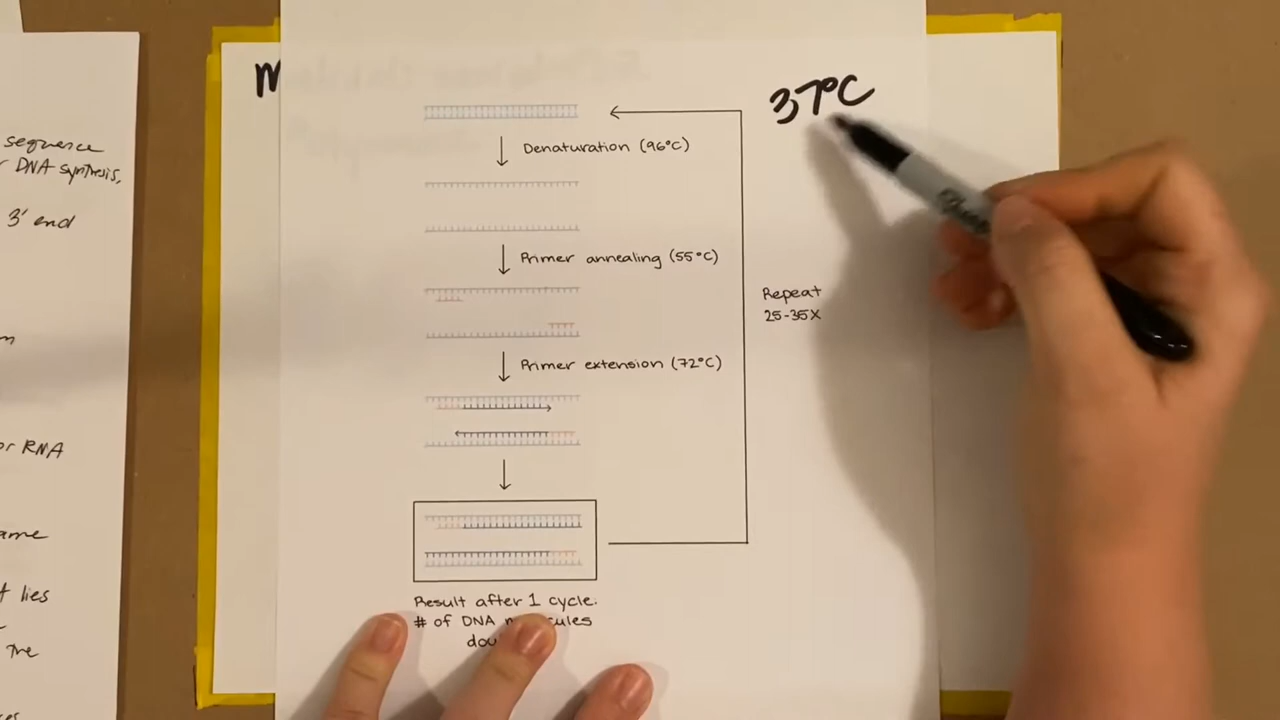 sequence
DNA synthesis,
3' end
or RNA
lies
the
37°C
Denaturation (96°C)
Primer annealing (55°C)
Repeat
25-35X
Primer extension (72°C)
Result after 1 cycle.
# of DNA